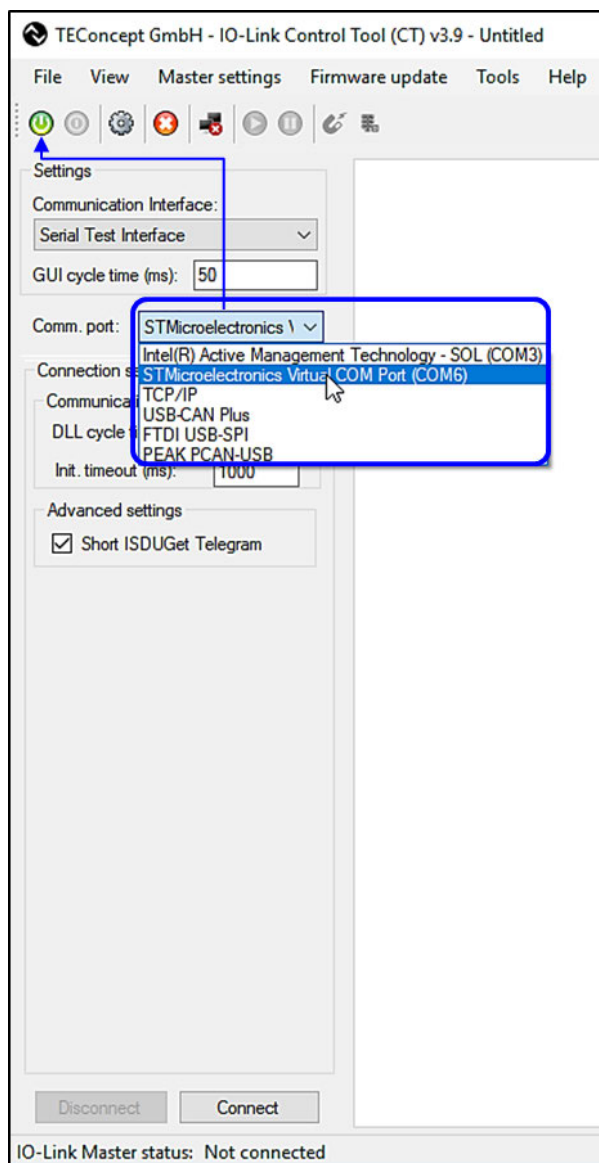 TEConcept GmbH - IO-Link Control Tool (CT) v3.9 - Untitled
File View Master settings Firmware update Tools Help
Settings
Communication Interface:
Serial Test Interface
GUI cycle time (ms): 50
Comm. port: STMicroelectronics
Intel(R) Active Management Technology - SOL (COM3)
STMicroelectronics Virtual COM Port (COM6)
TCP/IP
USB-CAN Plus
FTDI USB-SPI
PEAK PCAN-USB
Connection
DLL cycle
Init. timeout (ms): 1000
Advanced settings
Short ISDUGet Telegram
Disconnect Connect
IO-Link Master status: Not connected